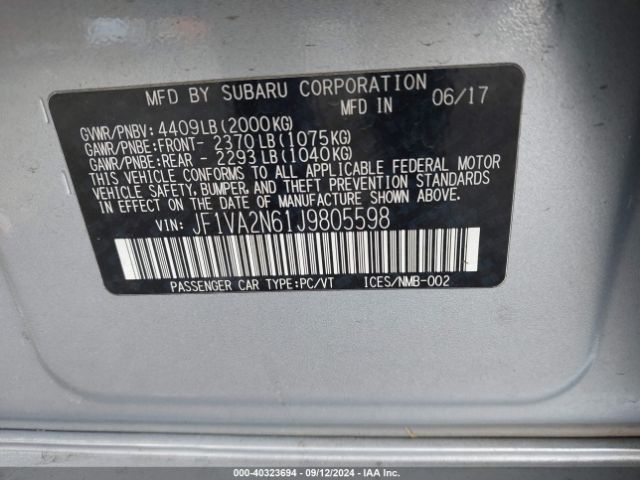 MFD BY SUBARU CORPORATION
MFD IN 06/17
GVWR/PNBV: 4409LB(2000KG)
GAWR/PNBE:FRONT- 2370LB(1075KG)
GAWR/PNBE:REAR - 2293LB(1040KG)
THIS VEHICLE CONFORMS TO ALL APPLICABLE FEDERAL MOTOR
VEHICLE SAFETY, BUMPER, AND THEFT PREVENTION STANDARDS
IN EFFECT ON THE DATE OF MANUFACTURE SHOWN ABOVE.
VIN: JF1VA2N61J9805598
PASSENGER CAR TYPE:PC/VT ICES/NMB-002
000-40323694 - 09/12/2024 - IAA Inc.